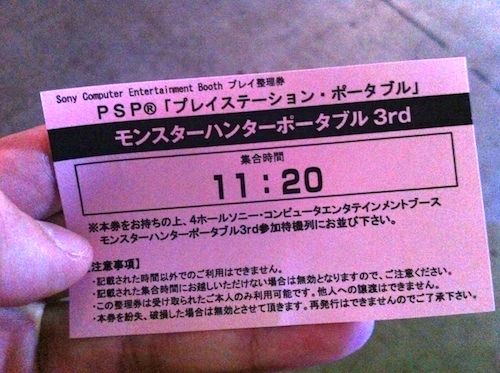 Sony Computer Entertainment Booth プレイ整理券
PSP®「プレイステーション・ポータブル」
モンスターハンターポータブル 3rd
集合時間
11：20
※本券をお持ちの上、4ホールソニー・コンピュータエンタテインメントブース
モンスターハンターポータブル3rd参加待機列にお並び下さい。
注意事項】
・記載された時間以外でのご利用はできません。
・記載された集合時間にお越しいただけない場合は無効となりますので、ご注意ください。
・この整理券は受け取られたご本人のみ利用可能です。他人への譲渡はできません。
・本券を紛失、破損した場合は無効とさせて頂きます。再発行はできませんのでご了承下さい。